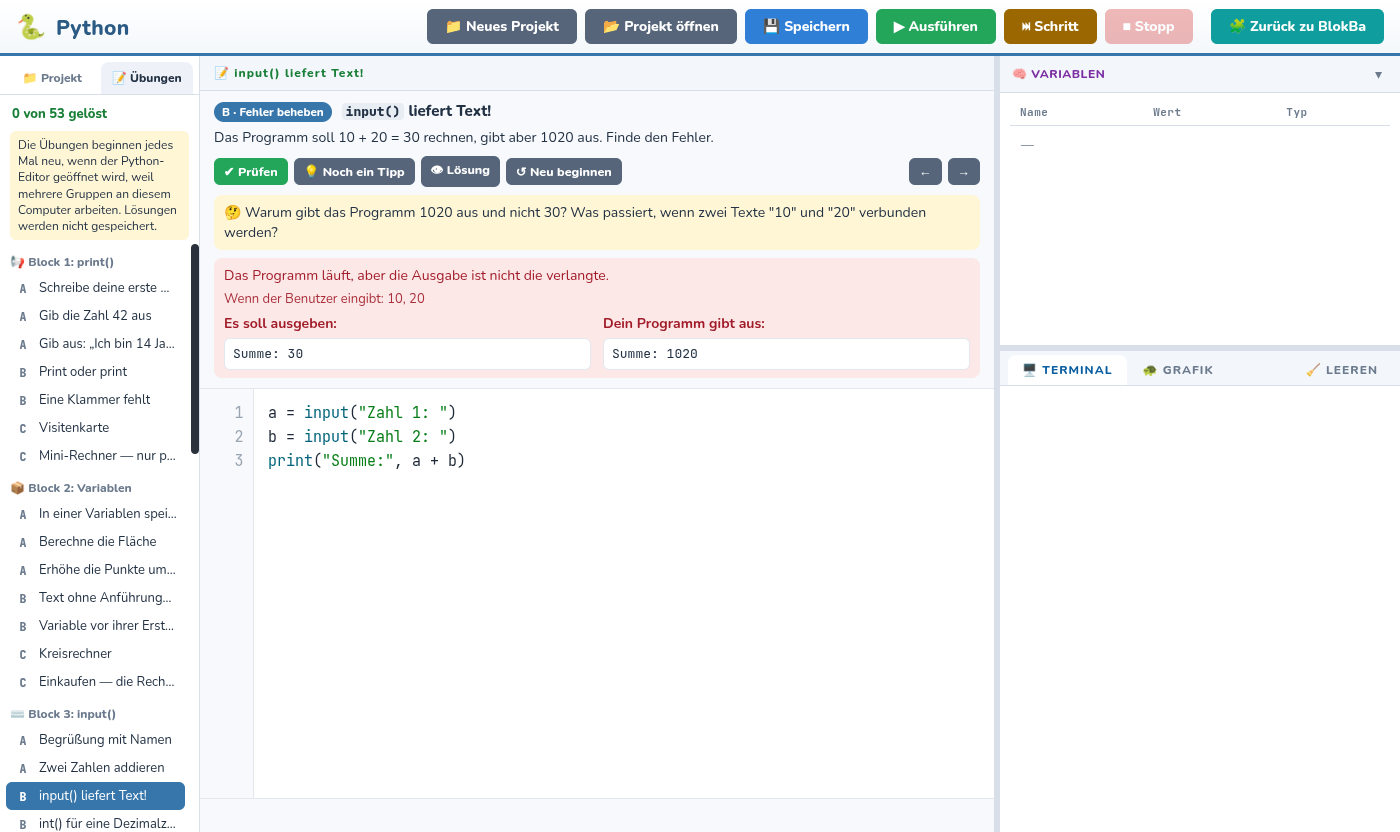 🐍 Python
📁 Neues Projekt
📂 Projekt öffnen
💾 Speichern
▶ Ausführen
⏭ Schritt
■ Stopp
🧩 Zurück zu BlokBa
📁 Projekt
📝 Übungen
0 von 53 gelöst
Die Übungen beginnen jedes
Mal neu, wenn der Python-
Editor geöffnet wird, weil
mehrere Gruppen an diesem
Computer arbeiten. Lösungen
werden nicht gespeichert.
📢 Block 1: print()
A Schreibe deine erste ...
A Gib die Zahl 42 aus
A Gib aus: „Ich bin 14 Ja...
B Print oder print
B Eine Klammer fehlt
C Visitenkarte
C Mini-Rechner — nur p...
📦 Block 2: Variablen
A In einer Variablen spei...
A Berechne die Fläche
A Erhöhe die Punkte um...
B Text ohne Anführung...
B Variable vor ihrer Erst...
C Kreisrechner
C Einkaufen — die Rech...
⌨️ Block 3: input()
A Begrüßung mit Namen
A Zwei Zahlen addieren
B input() liefert Text!
B int() für eine Dezimalz...
📝 input() liefert Text!
B · Fehler beheben input() liefert Text!
Das Programm soll 10 + 20 = 30 rechnen, gibt aber 1020 aus. Finde den Fehler.
✔ Prüfen
💡 Noch ein Tipp
👁 Lösung
↺ Neu beginnen
←
→
🤔 Warum gibt das Programm 1020 aus und nicht 30? Was passiert, wenn zwei Texte "10" und "20" verbunden
werden?
Das Programm läuft, aber die Ausgabe ist nicht die verlangte.
Wenn der Benutzer eingibt: 10, 20
Es soll ausgeben:
Summe: 30
Dein Programm gibt aus:
Summe: 1020
1 a = input("Zahl 1: ")
2 b = input("Zahl 2: ")
3 print("Summe:", a + b)
🧠 VARIABLEN ▼
Name Wert Typ
—
🖥️ TERMINAL
🐢 GRAFIK
🧹 LEEREN